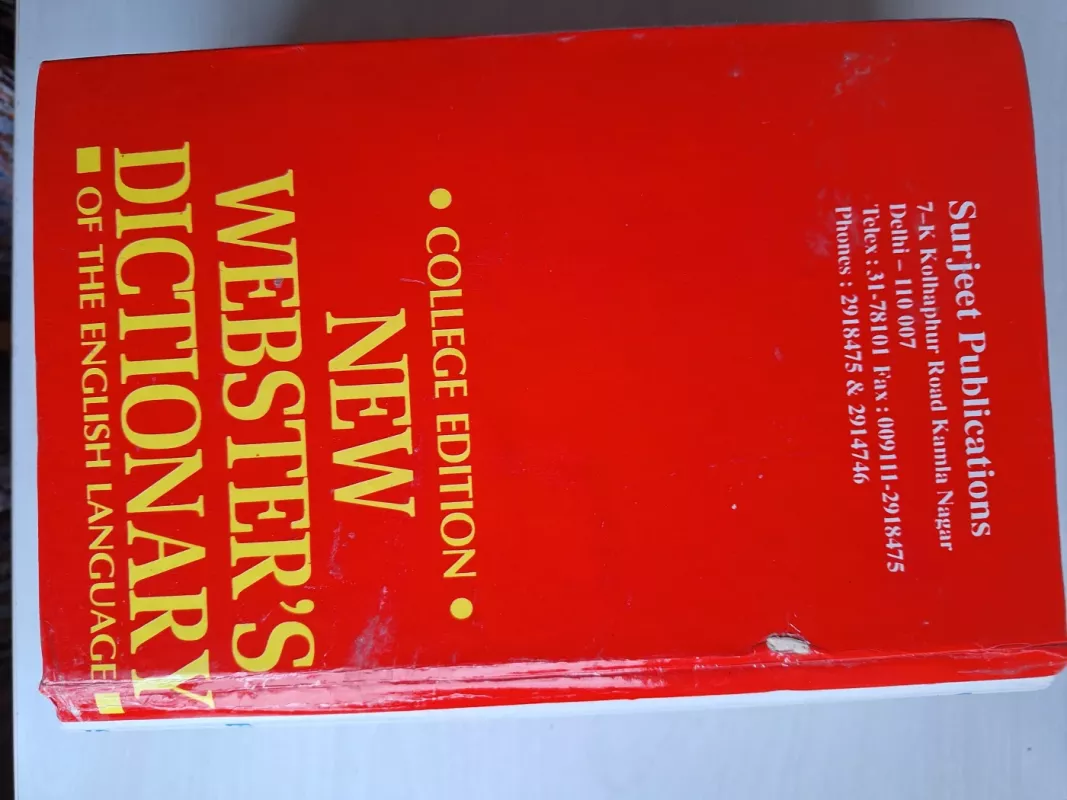 Surjeet Publications
7–K Kolhaphur Road Kamla Nagar
Delhi – 110 007
Telex : 31-78101 Fax : 009111-2918475
Phones : 2918475 & 2914746
• COLLEGE EDITION •
NEW
WEBSTER'S
DICTIONARY
■ OF THE ENGLISH LANGUAGE ■